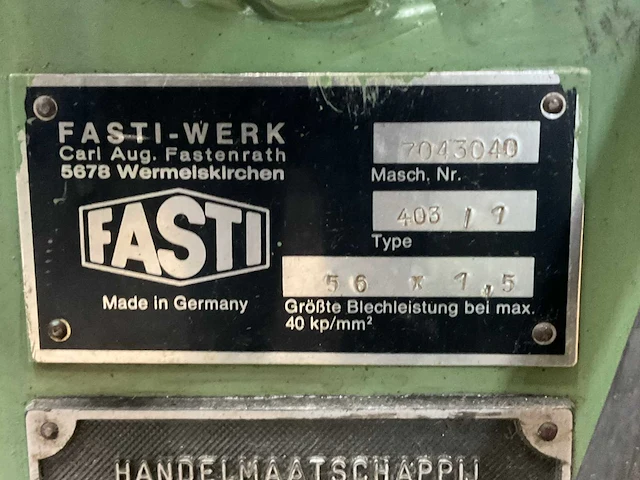 FASTI-WERK
Carl Aug. Fastenrath
5678 Wermelskirchen
FASTI
Made in Germany
7043040
Masch. Nr.
403 / 1
Type
56 x 1,5
Größte Blechleistung bei max.
40 kp/mm²
HANDELMAATSCHAPPIJ